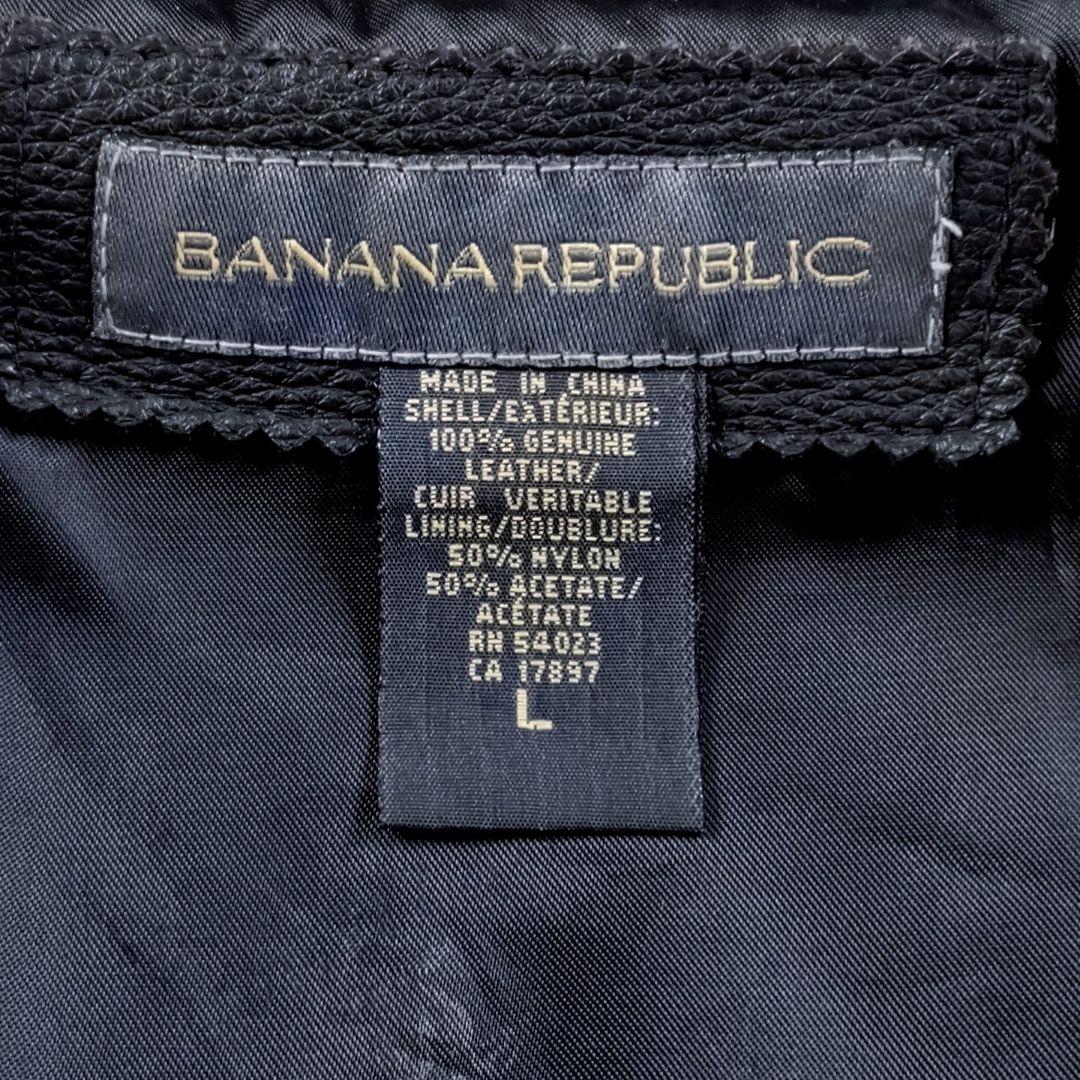 BANANA REPUBLIC
MADE IN CHINA
SHELL/EXTÉRIEUR:
100% GENUINE
LEATHER/
CUIR VERITABLE
LINING/DOUBLURE:
50% NYLON
50% ACETATE/
ACÉTATE
RN 54023
CA 17897
L